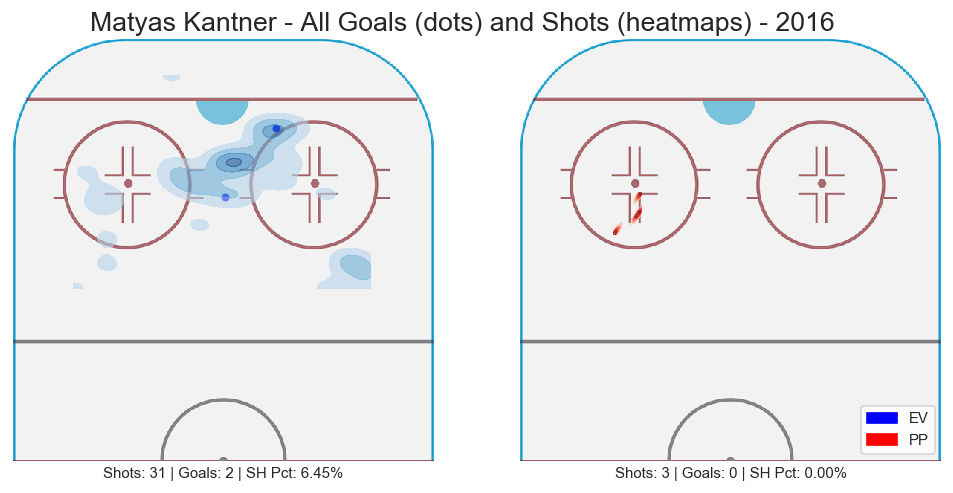 Matyas Kantner - All Goals (dots) and Shots (heatmaps) - 2016
EV
PP
Shots: 31 | Goals: 2 | SH Pct: 6.45%
Shots: 3 | Goals: 0 | SH Pct: 0.00%